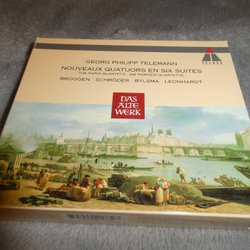 GEORG PHILIPP TELEMANN
NOUVEAUX QUATUORS EN SIX SUITES
THE PARIS QUARTETS · DIE PARISER QUARTETTE
BRÜGGEN · SCHRÖDER · BYLSMA · LEONHARDT
TELDEC
DAS
ALTE
WERK